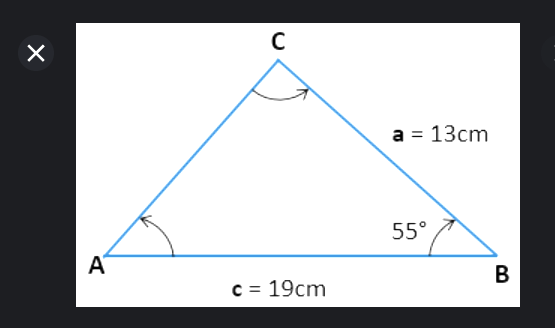 C
a = 13cm
55°
A
B
c = 19cm